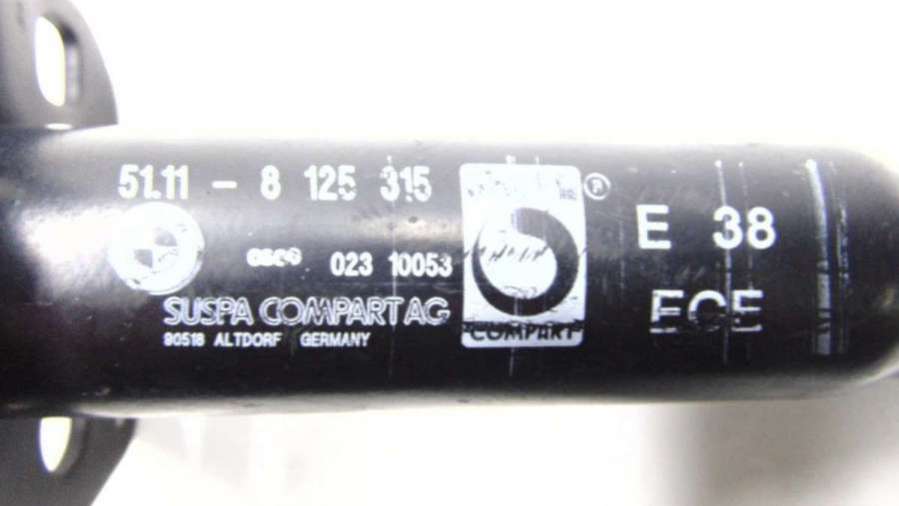 51.11 - 8 125 315
023 10053
SUSPA COMPART AG
90518 ALTDORF GERMANY
COMPART
P
E 38
ECE